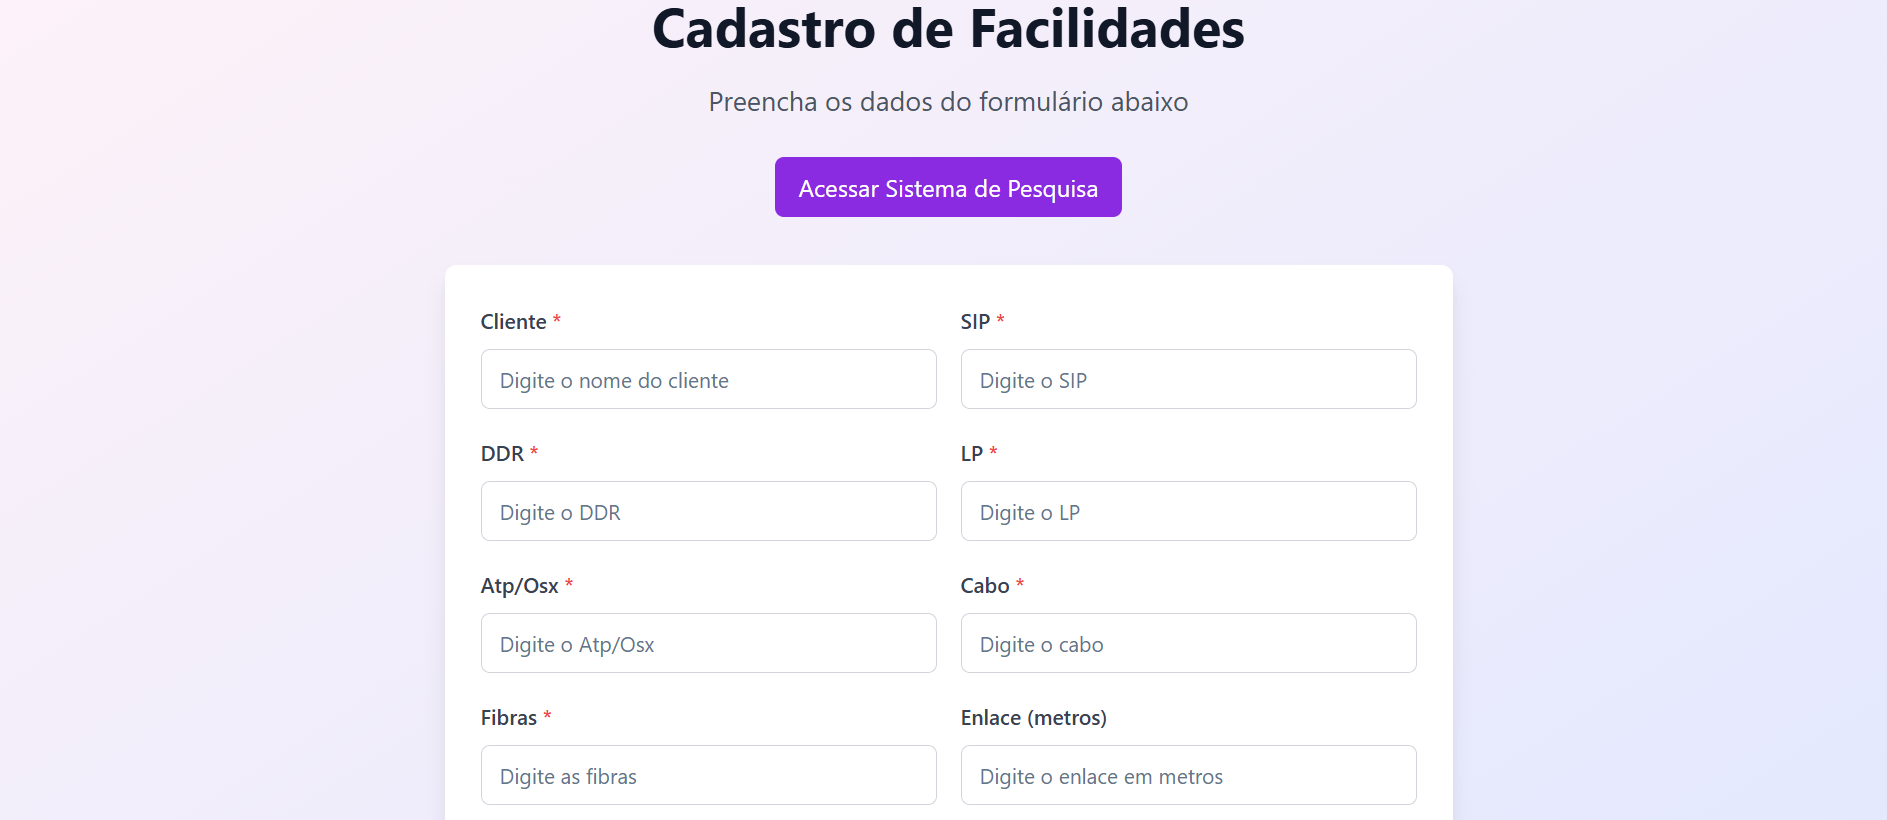 Cadastro de Facilidades
Preencha os dados do formulário abaixo
Acessar Sistema de Pesquisa
Cliente *
SIP *
Digite o nome do cliente
Digite o SIP
DDR *
LP *
Digite o DDR
Digite o LP
Atp/Osx *
Cabo *
Digite o Atp/Osx
Digite o cabo
Fibras *
Enlace (metros)
Digite as fibras
Digite o enlace em metros